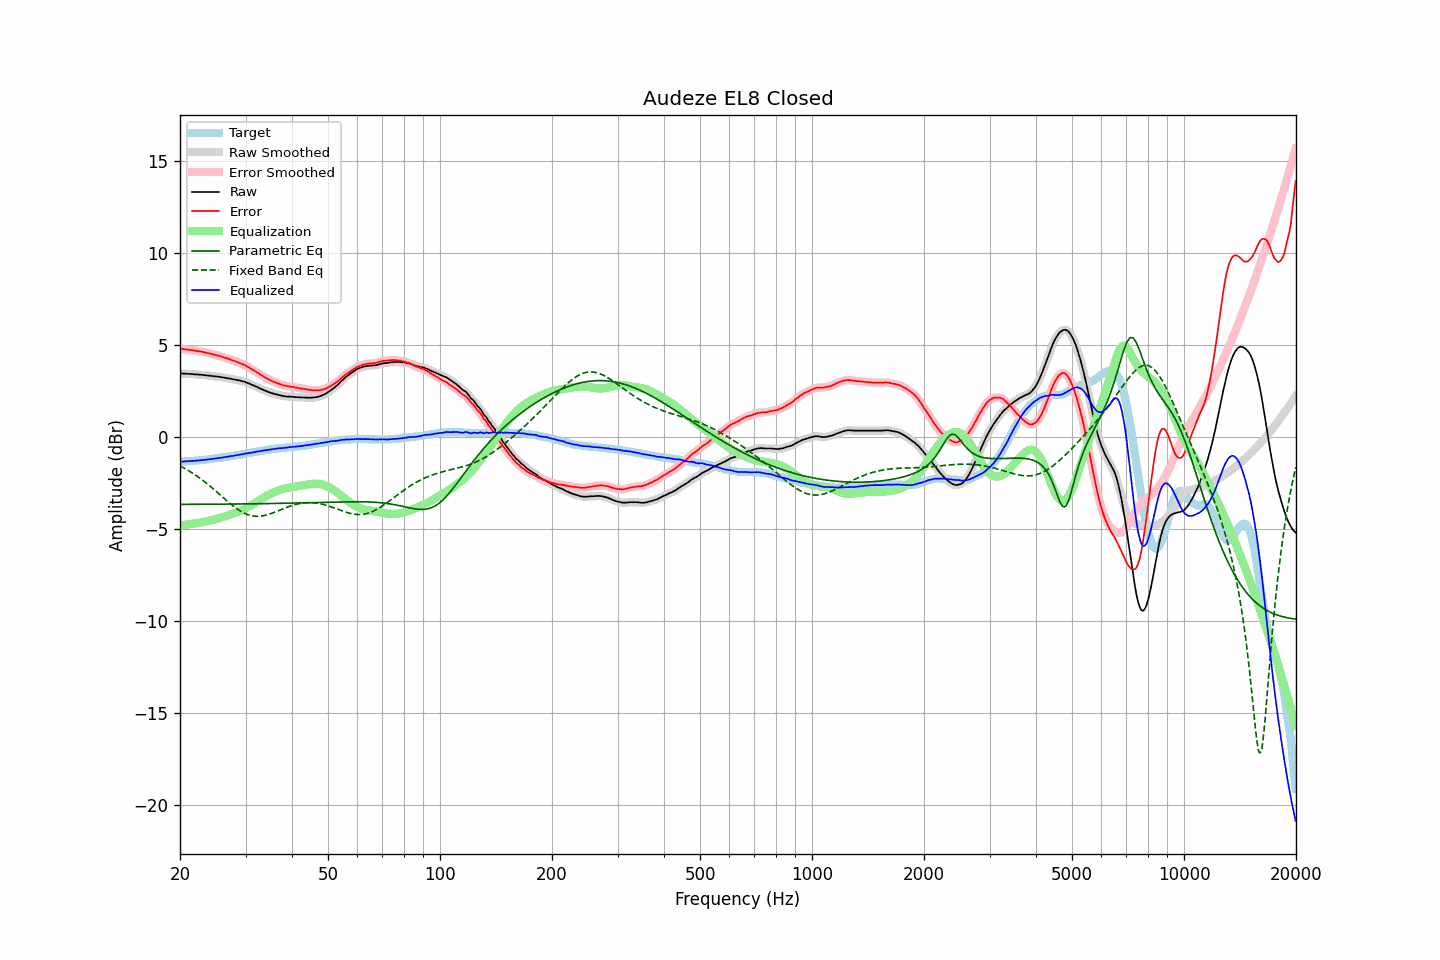 Audeze EL8 Closed
Target
Raw Smoothed
Error Smoothed
Raw
Error
Equalization
Parametric Eq
Fixed Band Eq
Equalized
15
10
5
0
−5
−10
−15
−20
Amplitude (dBr)
20
50
100
200
500
1000
2000
5000
10000
20000
Frequency (Hz)